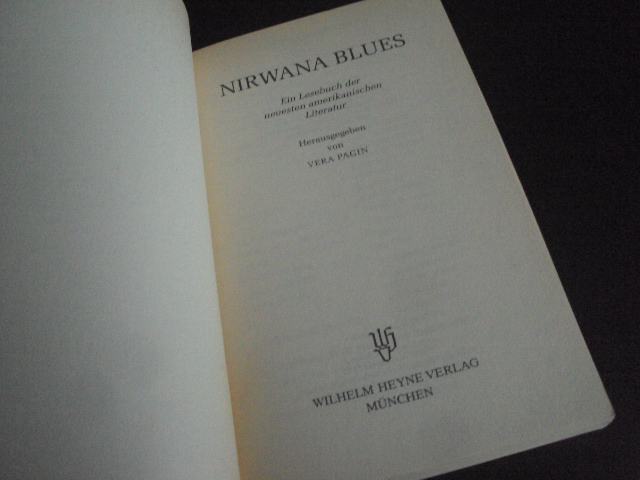 NIRWANA BLUES
Ein Lesebuch der
neuesten amerikanischen
Literatur
Herausgegeben
von
VERA PAGIN
WILHELM HEYNE VERLAG
MÜNCHEN